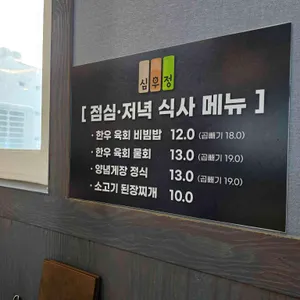 심우정
[ 점심·저녁 식사 메뉴 ]
· 한우 육회 비빔밥 12.0 (곱빼기 18.0)
· 한우 육회 물회 13.0 (곱빼기 19.0)
· 양념게장 정식 13.0 (곱빼기 19.0)
· 소고기 된장찌개 10.0